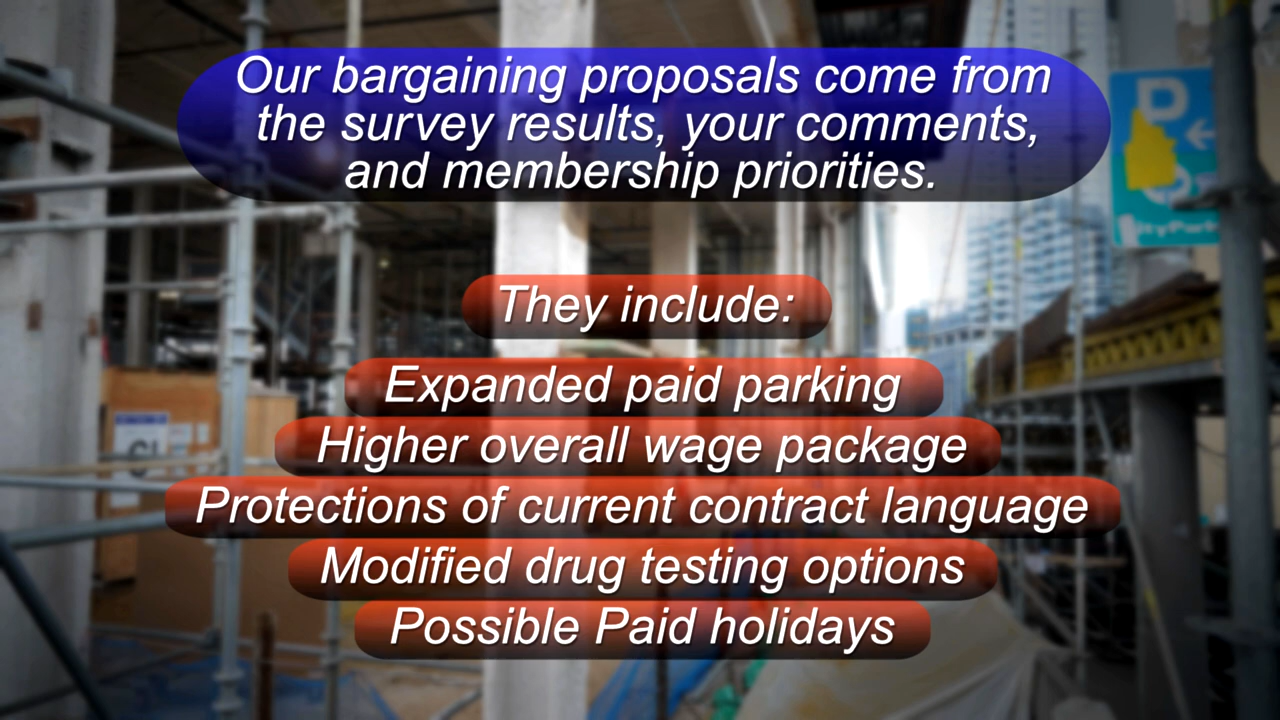 Our bargaining proposals come from
the survey results, your comments,
and membership priorities.
They include:
Expanded paid parking
Higher overall wage package
Protections of current contract language
Modified drug testing options
Possible Paid holidays
P